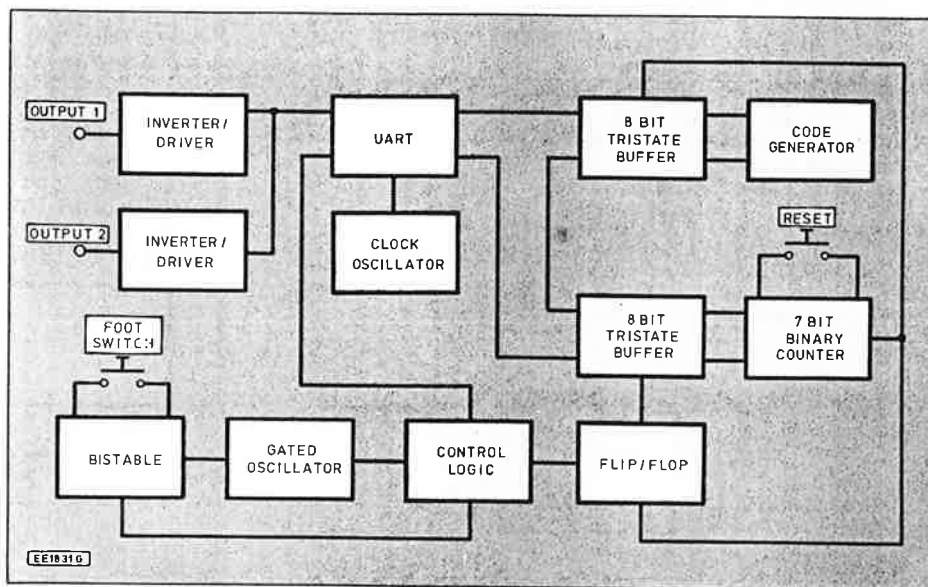 OUTPUT 1
INVERTER/
DRIVER
UART
8 BIT
TRISTATE
BUFFER
CODE
GENERATOR
OUTPUT 2
INVERTER/
DRIVER
CLOCK
OSCILLATOR
RESET
8 BIT
TRISTATE
BUFFER
7 BIT
BINARY
COUNTER
FOOT
SWITCH
BISTABLE
GATED
OSCILLATOR
CONTROL
LOGIC
FLIP/FLOP
EE1831G